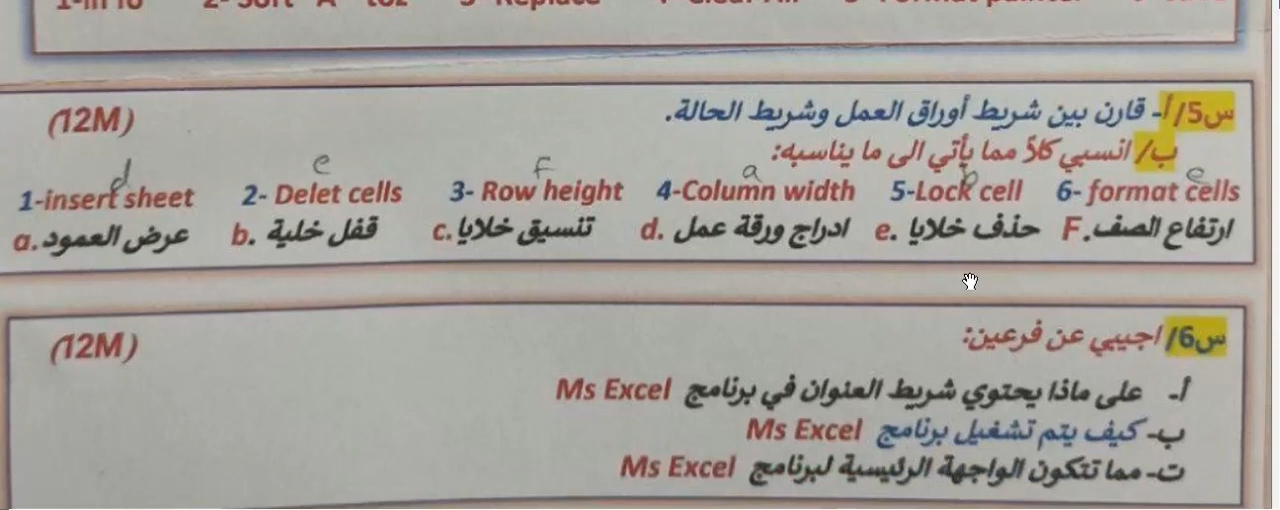 س5/أ- قارن بين شريط أوراق العمل وشريط الحالة. (12M)
ب/ انسبي كلاً مما يأتي الى ما يناسبه:
d e F a b e
1-insert sheet 2- Delet cells 3- Row height 4-Column width 5-Lock cell 6- format cells
a. عرض العمود b. قفل خلية c. تنسيق خلايا d. ادراج ورقة عمل e. حذف خلايا F. ارتفاع الصف
س6/ اجيبي عن فرعين: (12M)
أ- على ماذا يحتوي شريط العنوان في برنامج Ms Excel
ب- كيف يتم تشغيل برنامج Ms Excel
ت- مما تتكون الواجهة الرئيسية لبرنامج Ms Excel